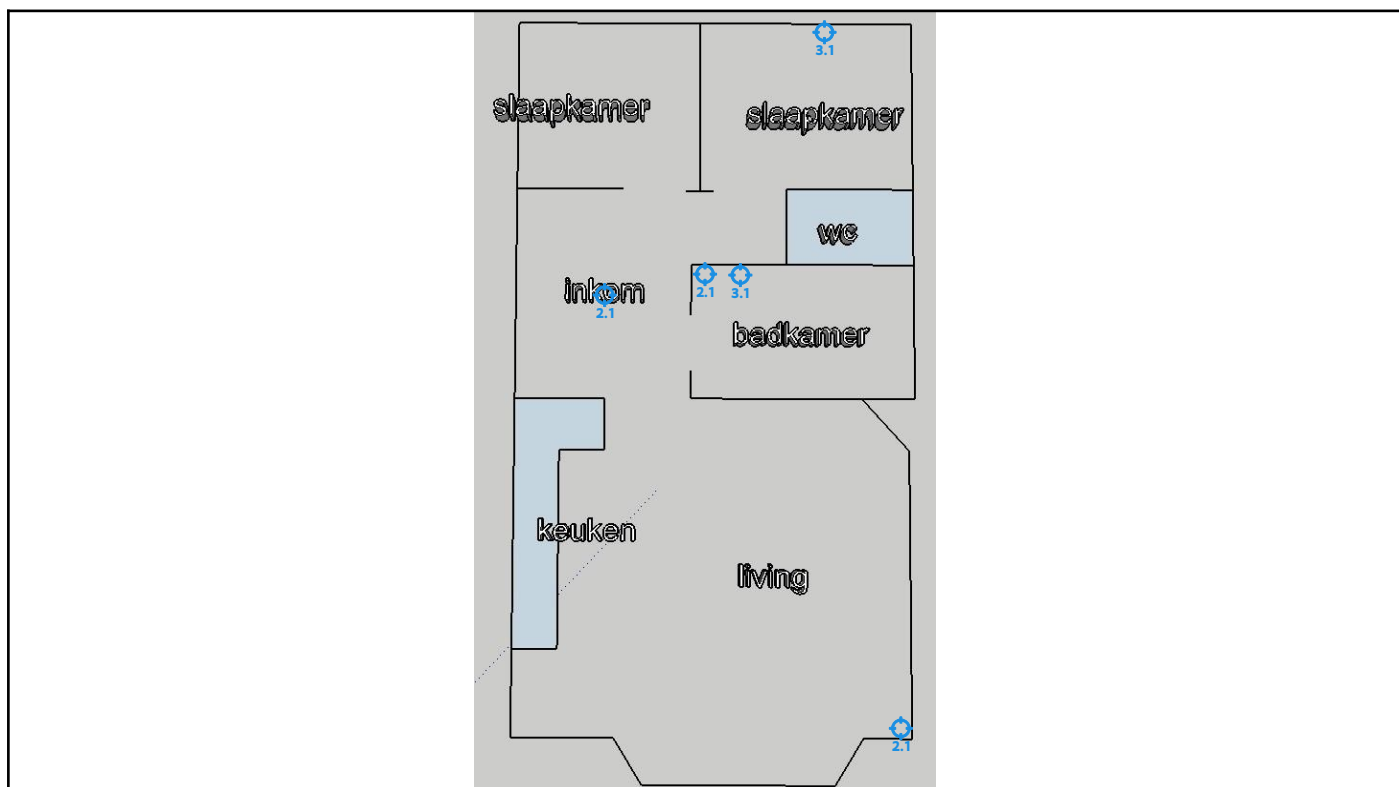 3.1
slaapkamer
slaapkamer
wc
2.1
3.1
inkom
2.1
badkamer
keuken
living
2.1